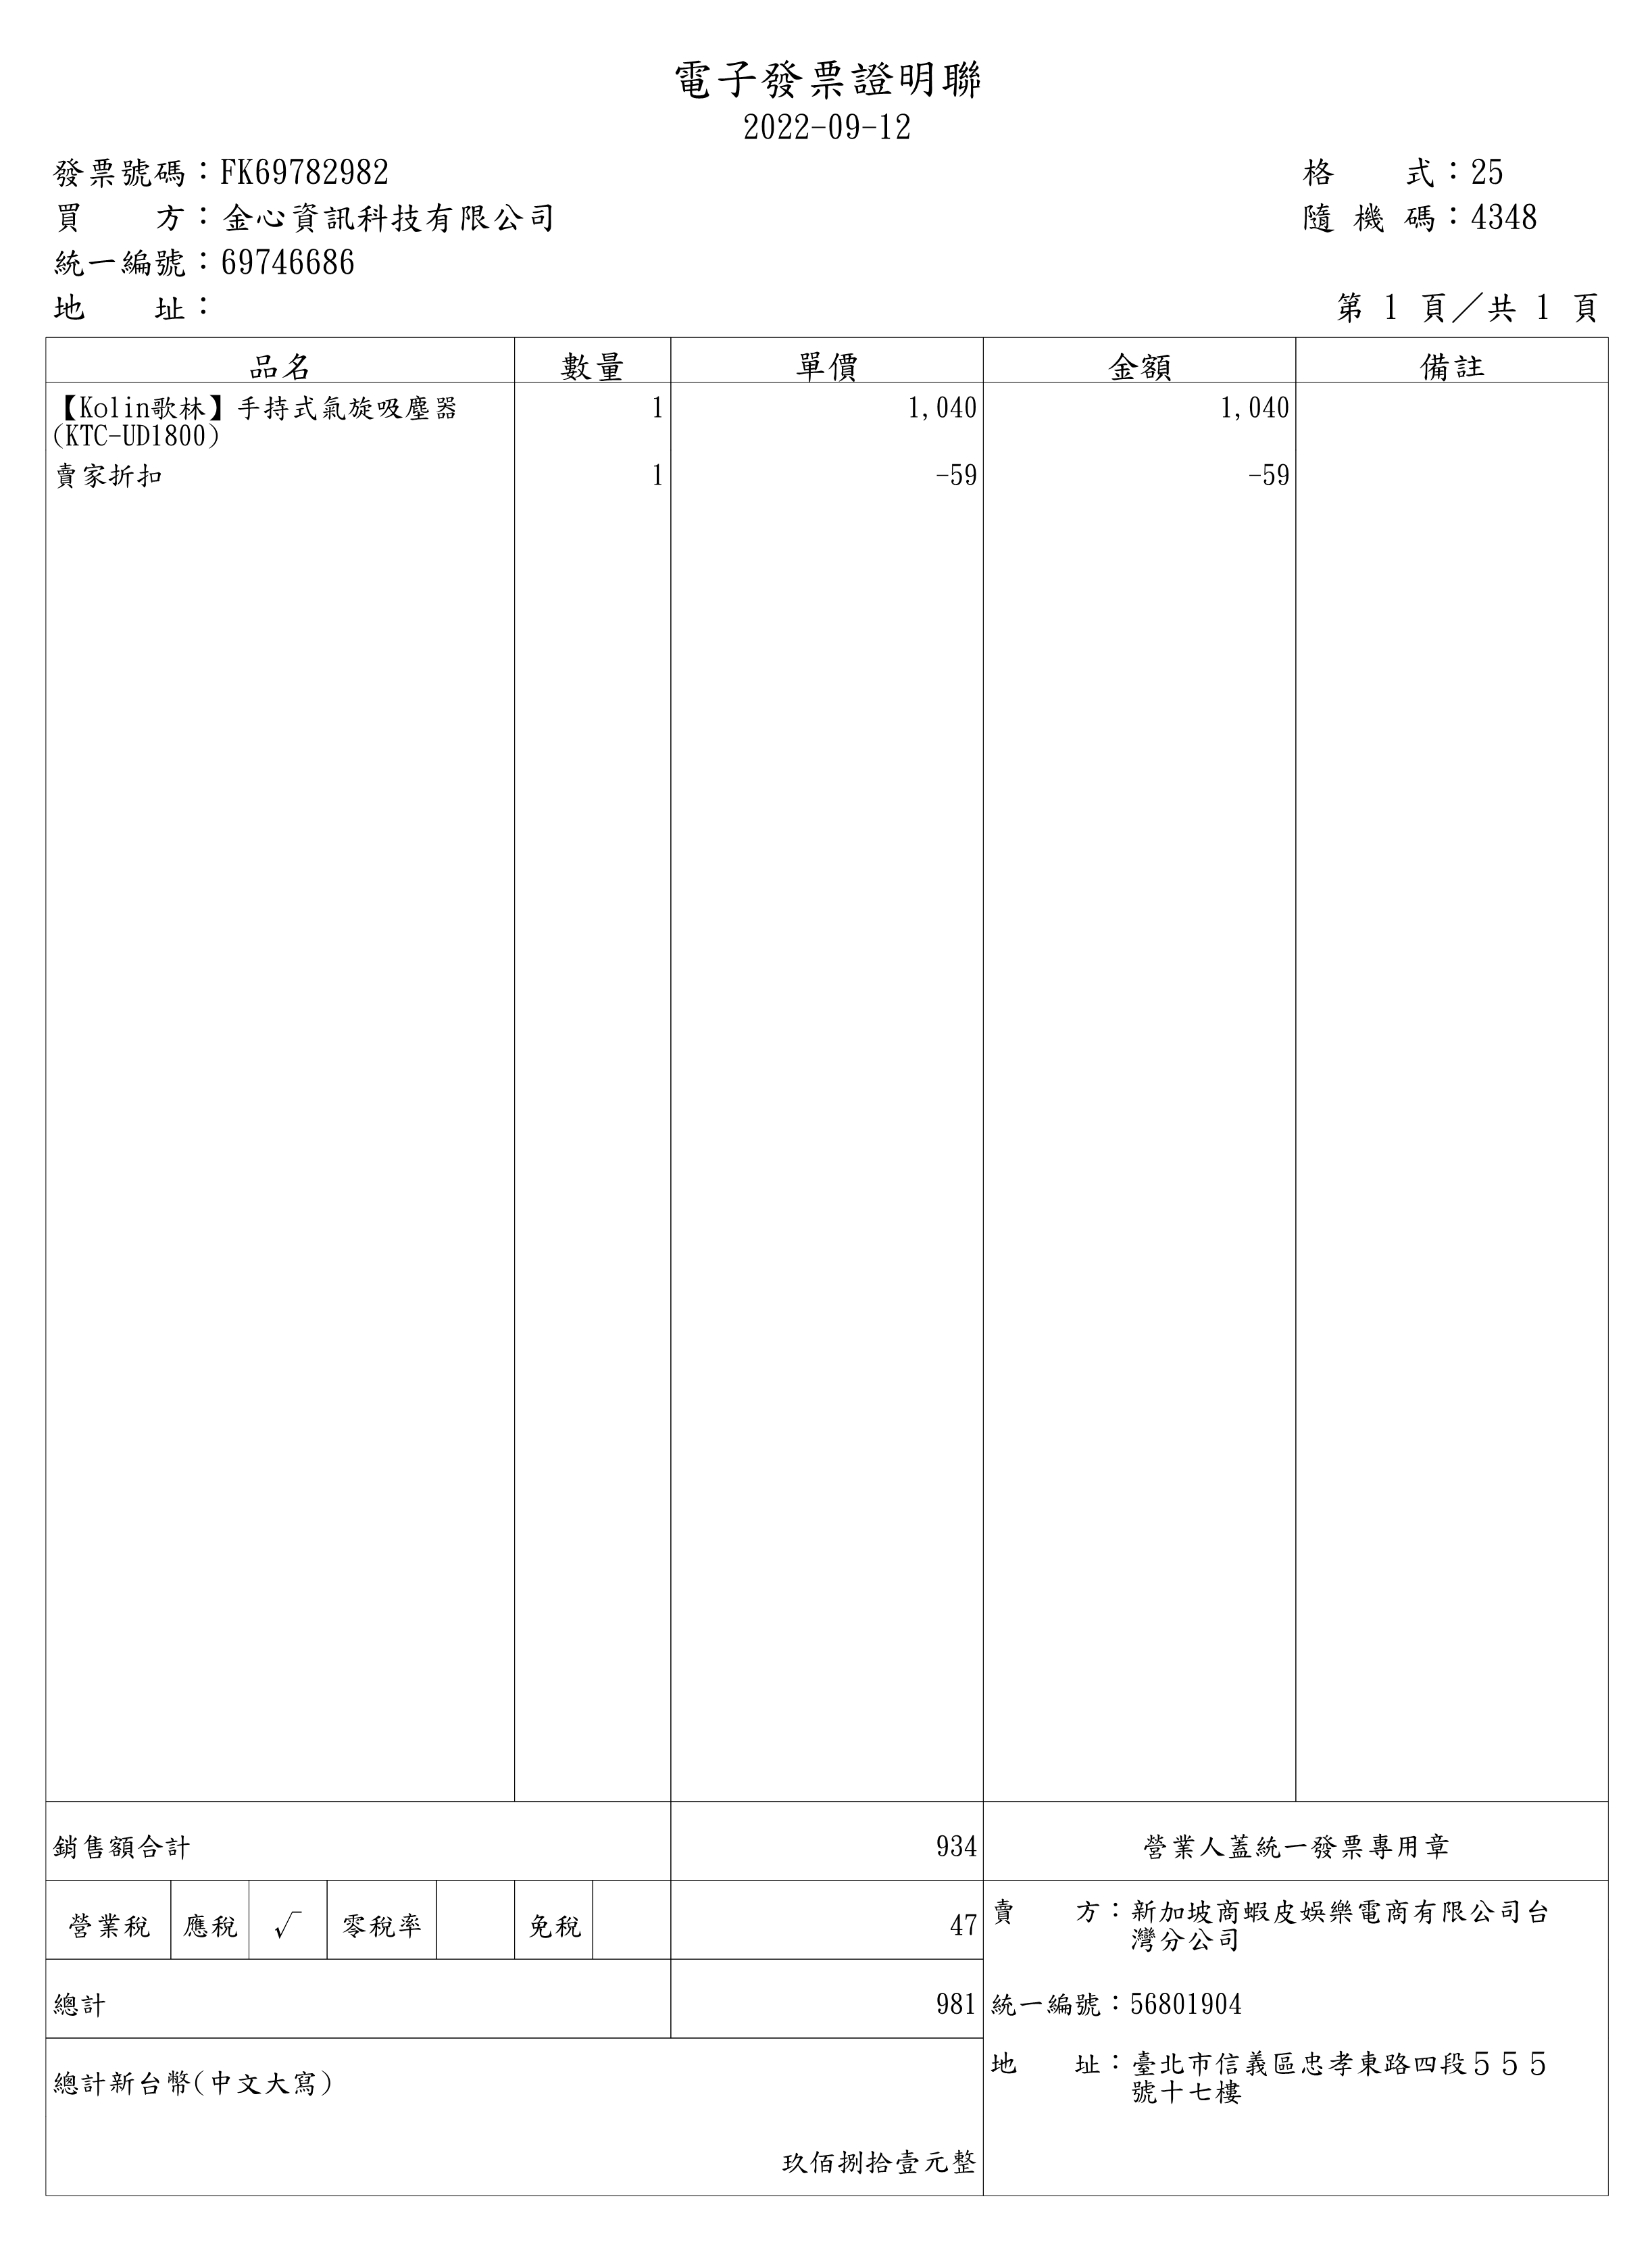 電子發票證明聯
2022-09-12
發票號碼：FK69782982
格　　式：25
買　　方：金心資訊科技有限公司
隨 機 碼：4348
統一編號：69746686
地　　址：
第 1 頁／共 1 頁
品名 數量 單價 金額 備註
【Kolin歌林】手持式氣旋吸塵器 1 1,040 1,040
(KTC-UD1800)
賣家折扣 1 -59 -59
銷售額合計 934 營業人蓋統一發票專用章
營業稅 應稅 √ 零稅率 免稅 47
賣　　方：新加坡商蝦皮娛樂電商有限公司台
灣分公司
總計 981 統一編號：56801904
地　　址：臺北市信義區忠孝東路四段５５５
號十七樓
總計新台幣(中文大寫)
玖佰捌拾壹元整